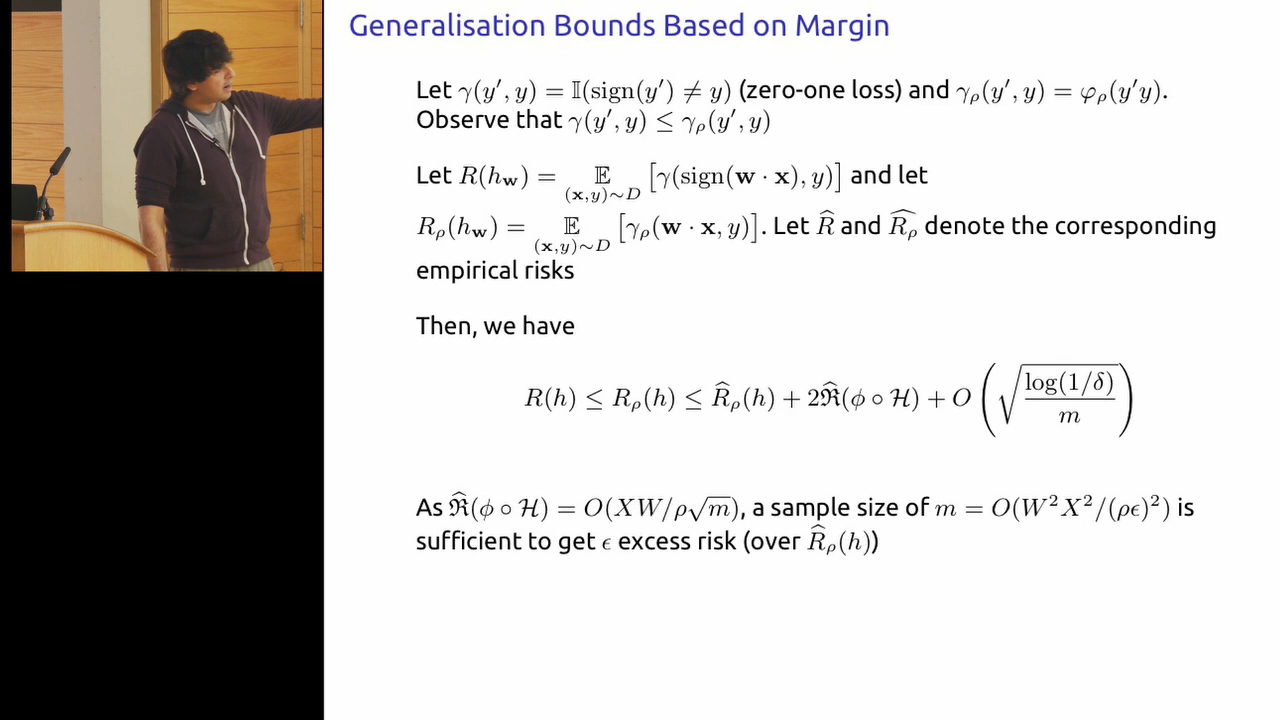 Generalisation Bounds Based on Margin
Let γ(y′, y) = 𝕀(sign(y′) ≠ y) (zero-one loss) and γ_ρ(y′, y) = φ_ρ(y′y).
Observe that γ(y′, y) ≤ γ_ρ(y′, y)
Let R(h_𝐰) = 𝔼_{(𝐱,y)∼D} [γ(sign(𝐰 · 𝐱), y)] and let
R_ρ(h_𝐰) = 𝔼_{(𝐱,y)∼D} [γ_ρ(𝐰 · 𝐱, y)]. Let R̂ and R̂_ρ denote the corresponding
empirical risks
Then, we have
R(h) ≤ R_ρ(h) ≤ R̂_ρ(h) + 2ℜ̂(ϕ ∘ ℋ) + O(√(log(1/δ)/m))
As ℜ̂(ϕ ∘ ℋ) = O(XW/ρ√m), a sample size of m = O(W²X²/(ρϵ)²) is
sufficient to get ϵ excess risk (over R̂_ρ(h))